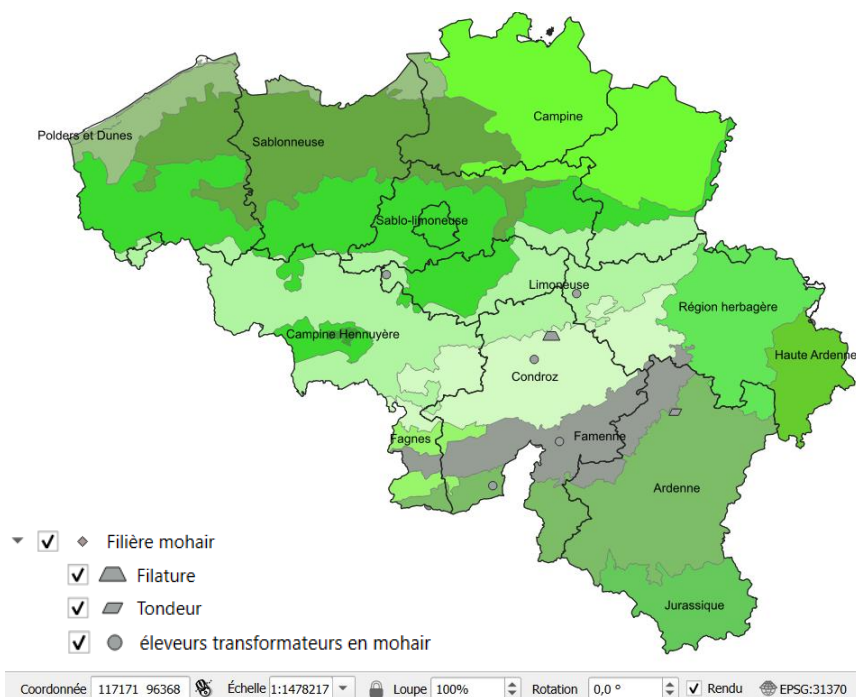 Campine
Polders et Dunes
Sablonneuse
Sablo-limoneuse
Limoneuse
Région herbagère
Campine Hennuyère
Haute Ardenne
Condroz
Fagnes
Famenne
Ardenne
Jurassique
Filière mohair
Filature
Tondeur
éleveurs transformateurs en mohair
Coordonnée 117171 96368 Échelle 1:1478217 Loupe 100% Rotation 0,0 ° Rendu EPSG:31370